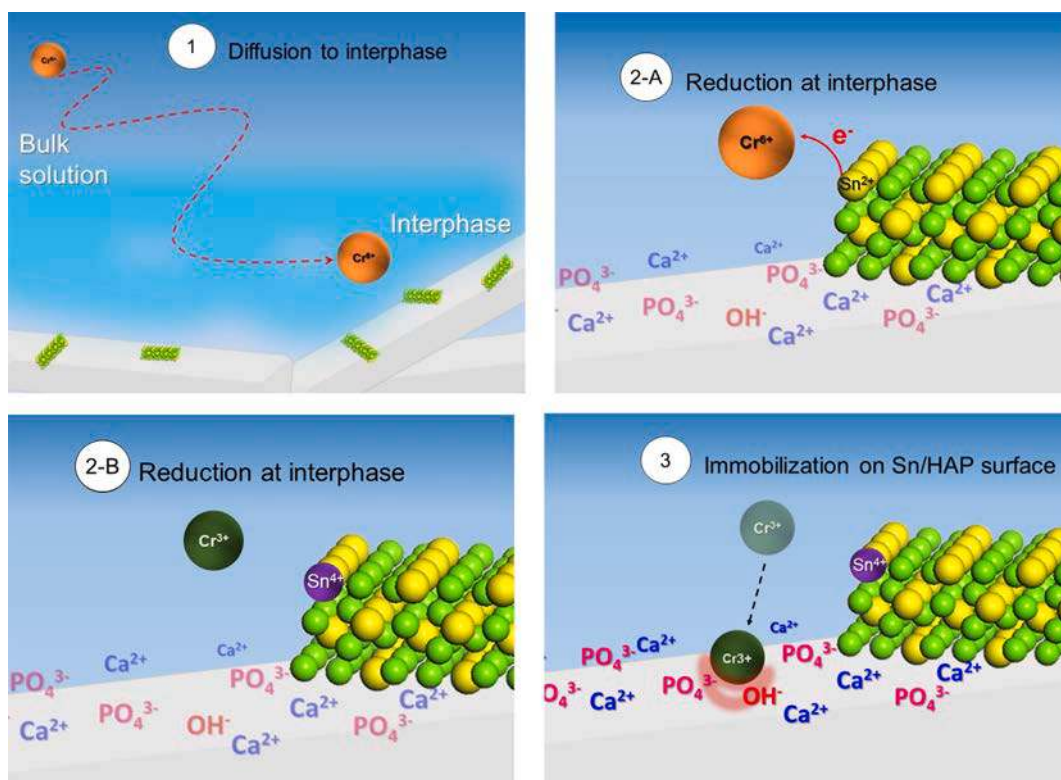 1 Diffusion to interphase
Cr⁶⁺
Bulk
solution
Interphase
Cr⁶⁺
2-A Reduction at interphase
Cr⁶⁺
e⁻
Sn²⁺
Ca²⁺
Ca²⁺
PO₄³⁻
PO₄³⁻
Ca²⁺
Ca²⁺
PO₄³⁻
OH⁻
PO₄³⁻
Ca²⁺
Ca²⁺
2-B Reduction at interphase
Cr³⁺
Sn⁴⁺
Ca²⁺
Ca²⁺
PO₄³⁻
PO₄³⁻
Ca²⁺
Ca²⁺
PO₄³⁻
OH⁻
PO₄³⁻
Ca²⁺
Ca²⁺
3 Immobilization on Sn/HAP surface
Cr³⁺
Sn⁴⁺
Ca²⁺
Ca²⁺
PO₄³⁻
Cr3+
PO₄³⁻
Ca²⁺
Ca²⁺
PO₄³⁻
OH⁻
PO₄³⁻
Ca²⁺
Ca²⁺